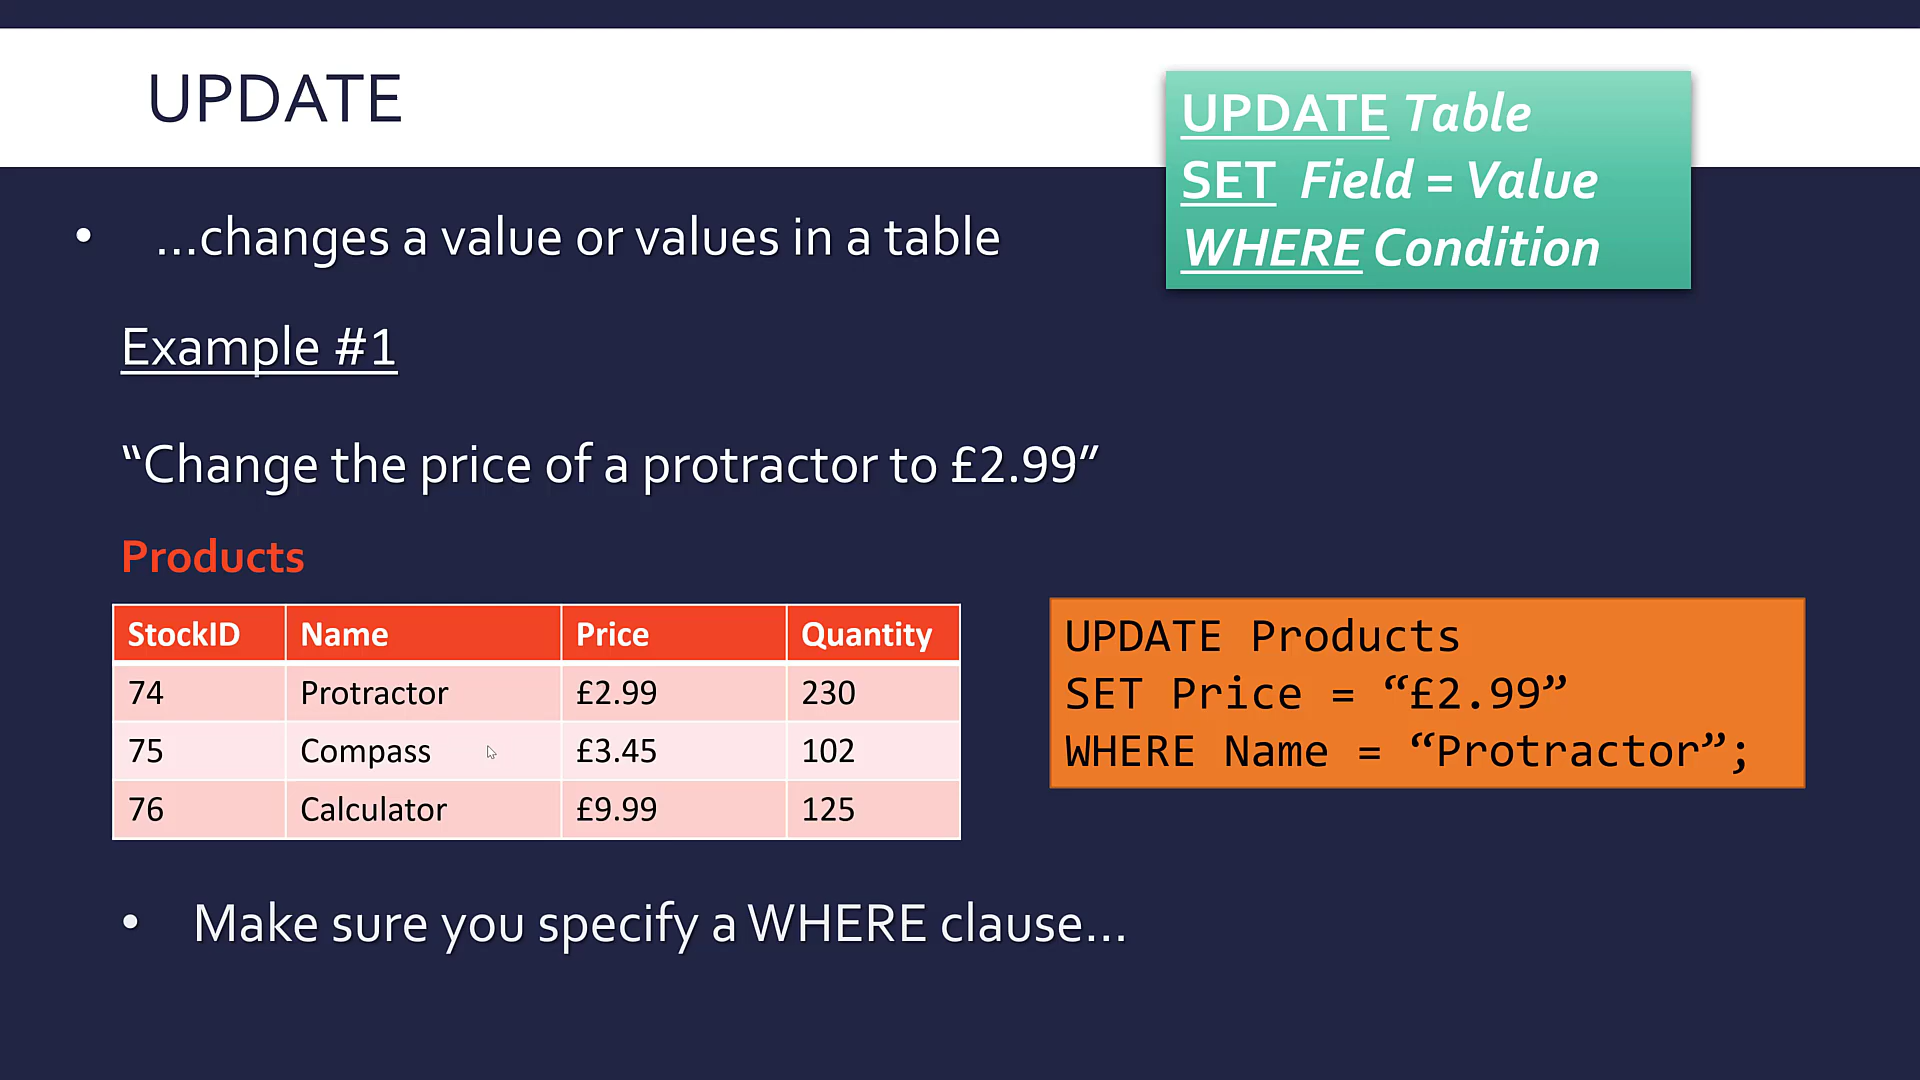 UPDATE
UPDATE Table
SET Field = Value
WHERE Condition
• ...changes a value or values in a table
Example #1
“Change the price of a protractor to £2.99”
Products
StockID Name Price Quantity
74 Protractor £2.99 230
75 Compass £3.45 102
76 Calculator £9.99 125
UPDATE Products
SET Price = “£2.99”
WHERE Name = “Protractor”;
• Make sure you specify a WHERE clause...